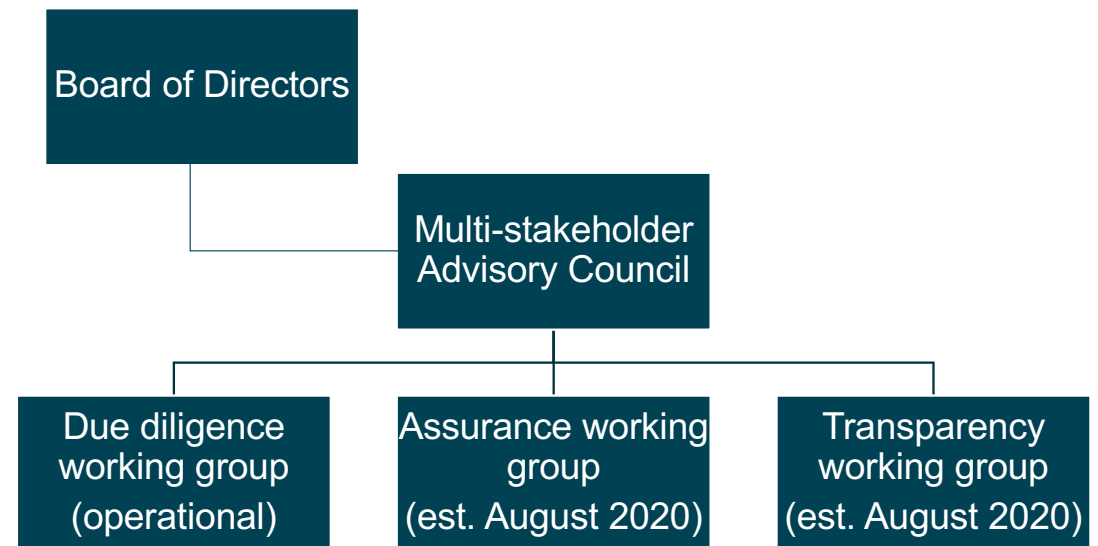 Board of Directors
Multi-stakeholder
Advisory Council
Due diligence
working group
(operational)
Assurance working
group
(est. August 2020)
Transparency
working group
(est. August 2020)